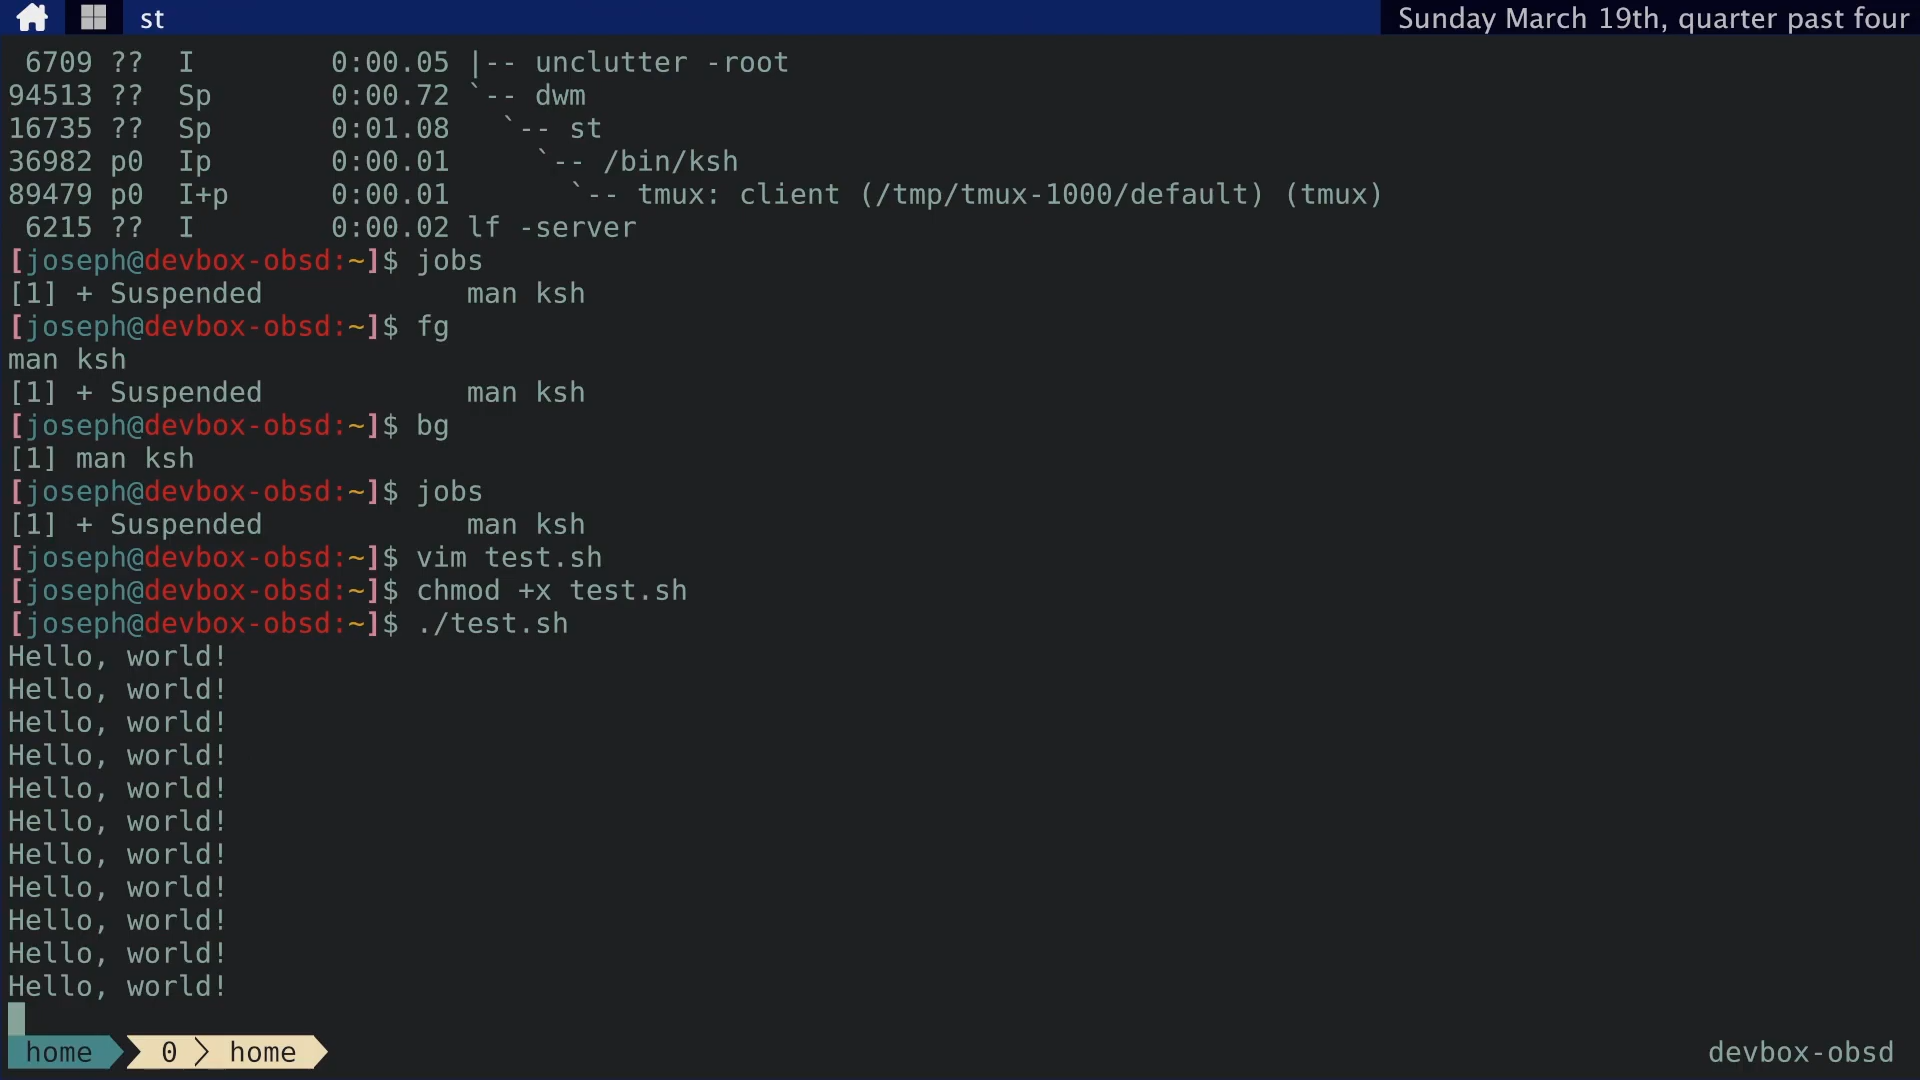 st
Sunday March 19th, quarter past four
 6709 ??  I        0:00.05 |-- unclutter -root
94513 ??  Sp       0:00.72 `-- dwm
16735 ??  Sp       0:01.08   `-- st
36982 p0  Ip       0:00.01     `-- /bin/ksh
89479 p0  I+p      0:00.01       `-- tmux: client (/tmp/tmux-1000/default) (tmux)
 6215 ??  I        0:00.02 lf -server
[joseph@devbox-obsd:~]$ jobs
[1] + Suspended            man ksh
[joseph@devbox-obsd:~]$ fg
man ksh
[1] + Suspended            man ksh
[joseph@devbox-obsd:~]$ bg
[1] man ksh
[joseph@devbox-obsd:~]$ jobs
[1] + Suspended            man ksh
[joseph@devbox-obsd:~]$ vim test.sh
[joseph@devbox-obsd:~]$ chmod +x test.sh
[joseph@devbox-obsd:~]$ ./test.sh
Hello, world!
Hello, world!
Hello, world!
Hello, world!
Hello, world!
Hello, world!
Hello, world!
Hello, world!
Hello, world!
Hello, world!
Hello, world!
home 0 home
devbox-obsd